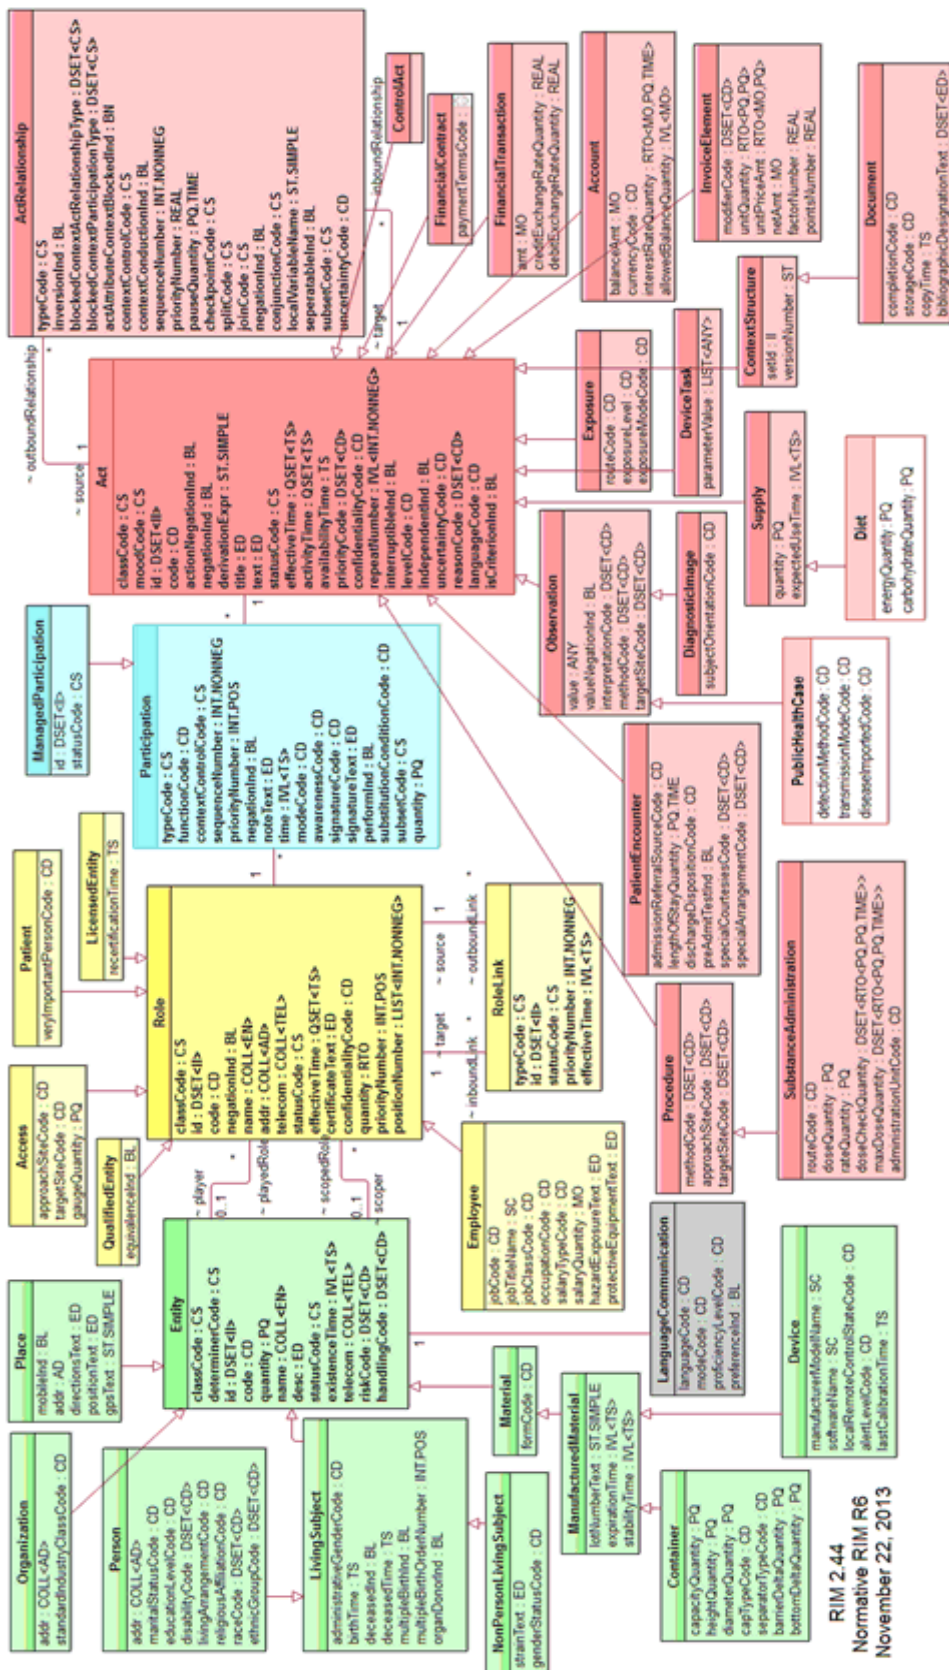 Organization
addr : COLL<AD>
standardIndustryClassCode : CD
Place
mobileInd : BL
addr : AD
directionsText : ED
positionText : ED
gpsText : ST.SIMPLE
Person
addr : COLL<AD>
maritalStatusCode : CD
educationLevelCode : CD
disabilityCode : DSET<CD>
livingArrangementCode : CD
religiousAffiliationCode : CD
raceCode : DSET<CD>
ethnicGroupCode : DSET<CD>
LivingSubject
administrativeGenderCode : CD
birthTime : TS
deceasedInd : BL
deceasedTime : TS
multipleBirthInd : BL
multipleBirthOrderNumber : INT.POS
organDonorInd : BL
NonPersonLivingSubject
strainText : ED
genderStatusCode : CD
Entity
classCode : CS
determinerCode : CS
id : DSET<II>
code : CD
quantity : PQ
name : COLL<EN>
desc : ED
statusCode : CS
existenceTime : IVL<TS>
telecom : COLL<TEL>
riskCode : DSET<CD>
handlingCode : DSET<CD>
1
Material
formCode : CD
ManufacturedMaterial
lotNumberText : ST.SIMPLE
expirationTime : IVL<TS>
stabilityTime : IVL<TS>
Container
capacityQuantity : PQ
heightQuantity : PQ
diameterQuantity : PQ
capTypeCode : CD
separatorTypeCode : CD
barrierDeltaQuantity : PQ
bottomDeltaQuantity : PQ
Device
manufacturerModelName : SC
softwareName : SC
localRemoteControlStateCode : CD
alertLevelCode : CD
lastCalibrationTime : TS
LanguageCommunication
languageCode : CD
modeCode : CD
proficiencyLevelCode : CD
preferenceInd : BL
RIM 2.44
Normative RIM R6
November 22, 2013
Access
approachSiteCode : CD
targetSiteCode : CD
gaugeQuantity : PQ
Patient
veryImportantPersonCode : CD
QualifiedEntity
equivalenceInd : BL
LicensedEntity
recertificationTime : TS
~ player
0..1
~ playedRole
*
~ scopedRole
*
0..1
~ scoper
Role
classCode : CS
id : DSET<II>
code : CD
negationInd : BL
name : COLL<EN>
addr : COLL<AD>
telecom : COLL<TEL>
statusCode : CS
effectiveTime : QSET<TS>
certificateText : ED
confidentialityCode : CD
quantity : RTO
priorityNumber : INT.POS
positionNumber : LIST<INT.NONNEG>
1
~ target
1
~ source
~ inboundLink
*
~ outboundLink
*
RoleLink
typeCode : CS
id : DSET<II>
statusCode : CS
priorityNumber : INT.NONNEG
effectiveTime : IVL<TS>
Employee
jobCode : CD
jobTitleName : SC
jobClassCode : CD
occupationCode : CD
salaryTypeCode : CD
salaryQuantity : MO
hazardExposureText : ED
protectiveEquipmentText : ED
ManagedParticipation
id : DSET<II>
statusCode : CS
1
*
Participation
typeCode : CS
functionCode : CD
contextControlCode : CS
sequenceNumber : INT.NONNEG
priorityNumber : INT.POS
negationInd : BL
noteText : ED
time : IVL<TS>
modeCode : CD
awarenessCode : CD
signatureCode : CD
signatureText : ED
performInd : BL
substitutionConditionCode : CD
subsetCode : CS
quantity : PQ
*
1
Act
classCode : CS
moodCode : CS
id : DSET<II>
code : CD
actionNegationInd : BL
negationInd : BL
derivationExpr : ST.SIMPLE
title : ED
text : ED
statusCode : CS
effectiveTime : QSET<TS>
activityTime : QSET<TS>
availabilityTime : TS
priorityCode : DSET<CD>
confidentialityCode : CD
repeatNumber : IVL<INT.NONNEG>
interruptibleInd : BL
levelCode : CD
independentInd : BL
uncertaintyCode : CD
reasonCode : DSET<CD>
languageCode : CD
isCriterionInd : BL
~ source
1
~ outboundRelationship
*
ActRelationship
typeCode : CS
inversionInd : BL
blockedContextActRelationshipType : DSET<CS>
blockedContextParticipationType : DSET<CS>
actAttributeContextBlockedInd : BN
contextControlCode : CS
contextConductionInd : BL
sequenceNumber : INT.NONNEG
priorityNumber : REAL
pauseQuantity : PQ.TIME
checkpointCode : CS
splitCode : CS
joinCode : CS
negationInd : BL
conjunctionCode : CS
localVariableName : ST.SIMPLE
seperatableInd : BL
subsetCode : CS
uncertaintyCode : CD
~ target
1
*
inboundRelationship
ControlAct
FinancialContract
paymentTermsCode :
FinancialTransaction
amt : MO
creditExchangeRateQuantity : REAL
debitExchangeRateQuantity : REAL
Account
balanceAmt : MO
currencyCode : CD
interestRateQuantity : RTO<MO,PQ.TIME>
allowedBalanceQuantity : IVL<MO>
InvoiceElement
modifierCode : DSET<CD>
unitQuantity : RTO<PQ,PQ>
unitPriceAmt : RTO<MO,PQ>
netAmt : MO
factorNumber : REAL
pointsNumber : REAL
ContextStructure
setId : II
versionNumber : ST
Document
completionCode : CD
storageCode : CD
copyTime : TS
bibliographicDesignationText : DSET<ED>
Exposure
routeCode : CD
exposureLevel : CD
exposureModeCode : CD
DeviceTask
parameterValue : LIST<ANY>
Supply
quantity : PQ
expectedUseTime : IVL<TS>
Diet
energyQuantity : PQ
carbohydrateQuantity : PQ
Observation
value : ANY
valueNegationInd : BL
interpretationCode : DSET<CD>
methodCode : DSET<CD>
targetSiteCode : DSET<CD>
DiagnosticImage
subjectOrientationCode : CD
PublicHealthCase
detectionMethodCode : CD
transmissionModeCode : CD
diseaseImportedCode : CD
PatientEncounter
admissionReferralSourceCode : CD
lengthOfStayQuantity : PQ.TIME
dischargeDispositionCode : CD
preAdmitTestInd : BL
specialCourtesiesCode : DSET<CD>
specialArrangementCode : DSET<CD>
Procedure
methodCode : DSET<CD>
approachSiteCode : DSET<CD>
targetSiteCode : DSET<CD>
SubstanceAdministration
routeCode : CD
doseQuantity : PQ
rateQuantity : PQ
doseCheckQuantity : DSET<RTO<PQ,PQ.TIME>>
maxDoseQuantity : DSET<RTO<PQ,PQ.TIME>>
administrationUnitCode : CD